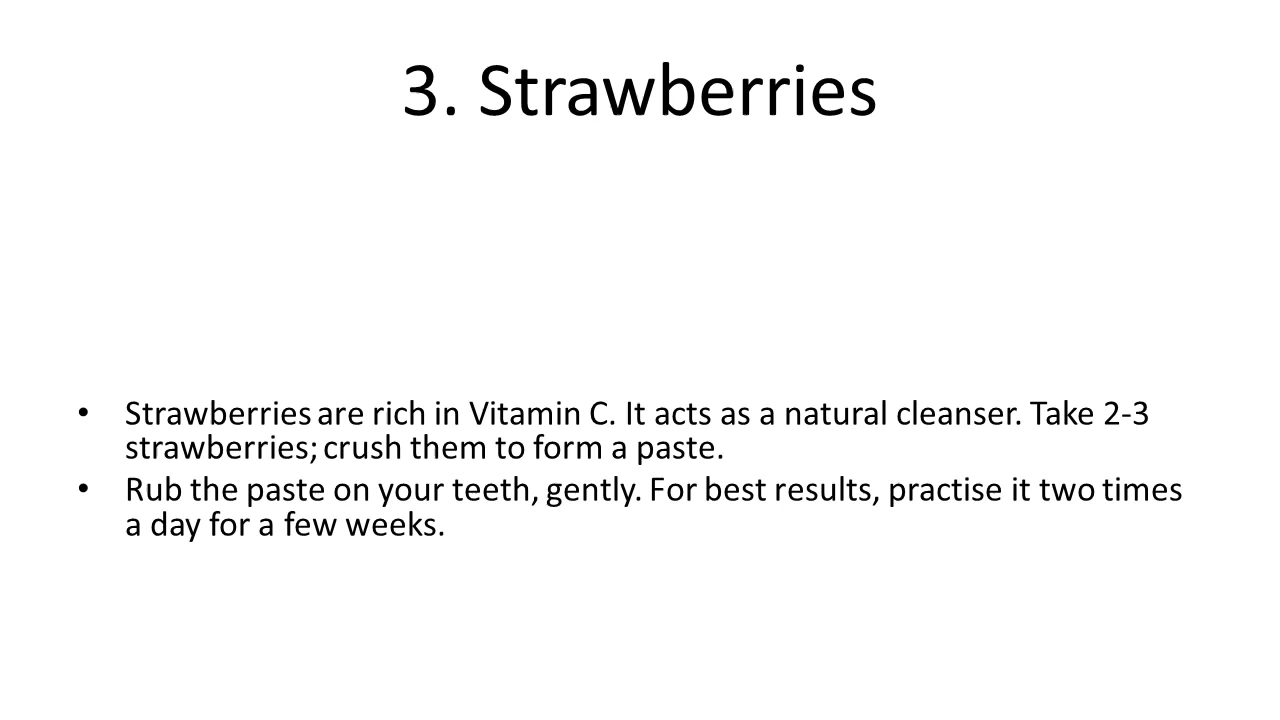 3. Strawberries
• Strawberries are rich in Vitamin C. It acts as a natural cleanser. Take 2-3
strawberries; crush them to form a paste.
• Rub the paste on your teeth, gently. For best results, practise it two times
a day for a few weeks.